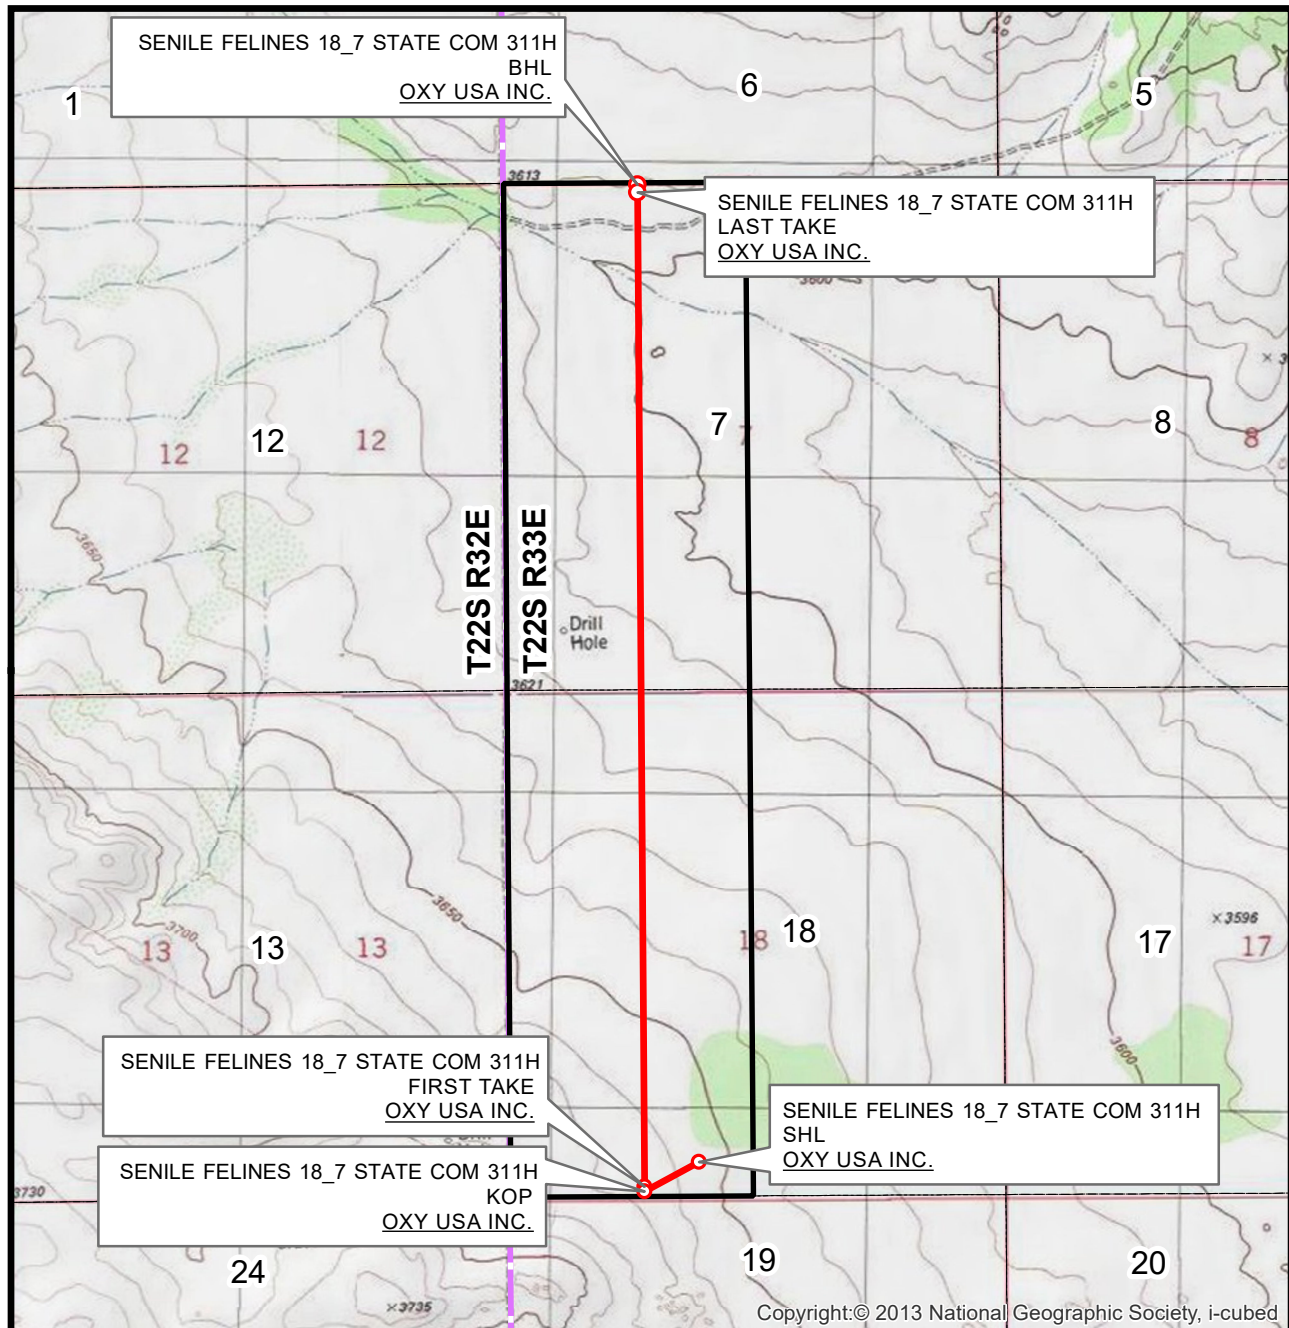 SENILE FELINES 18_7 STATE COM 311H
BHL
OXY USA INC.
1
6
5
3613
SENILE FELINES 18_7 STATE COM 311H
LAST TAKE
OXY USA INC.
3600
7
7
8
8
12
12
12
3650
T22S R32E
T22S R33E
Drill
Hole
3621
3650
3700
13
13
13
18
18
17
17
×3596
3600
SENILE FELINES 18_7 STATE COM 311H
FIRST TAKE
OXY USA INC.
SENILE FELINES 18_7 STATE COM 311H
SHL
OXY USA INC.
SENILE FELINES 18_7 STATE COM 311H
KOP
OXY USA INC.
3730
24
19
20
×3735
Copyright:© 2013 National Geographic Society, i-cubed